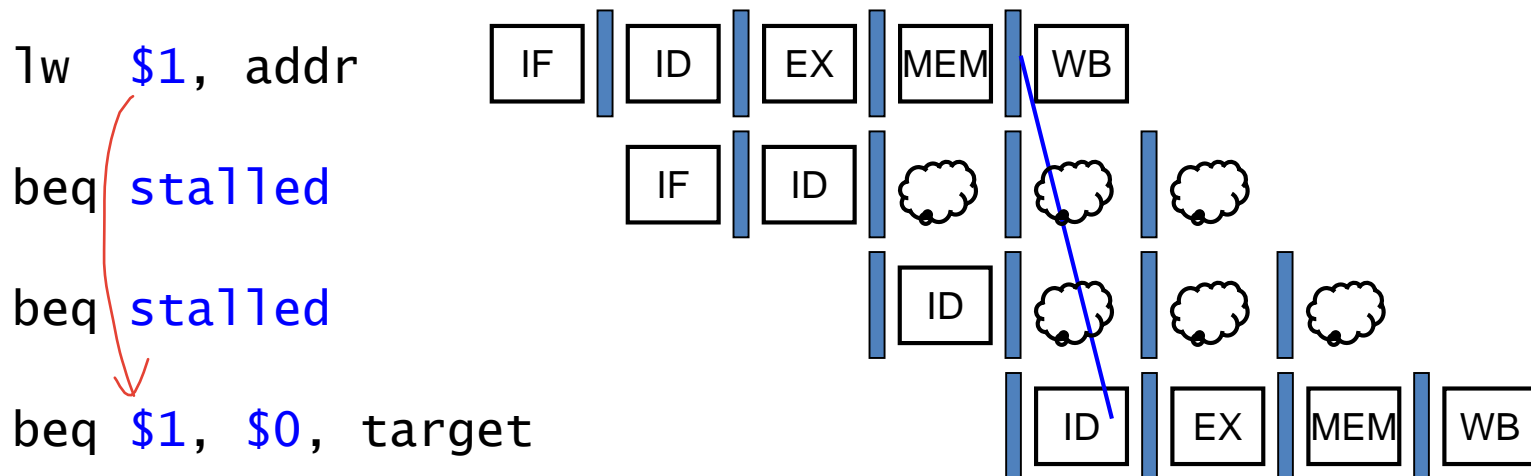 lw $1, addr IF ID EX MEM WB
beq stalled IF ID
beq stalled ID
beq $1, $0, target ID EX MEM WB